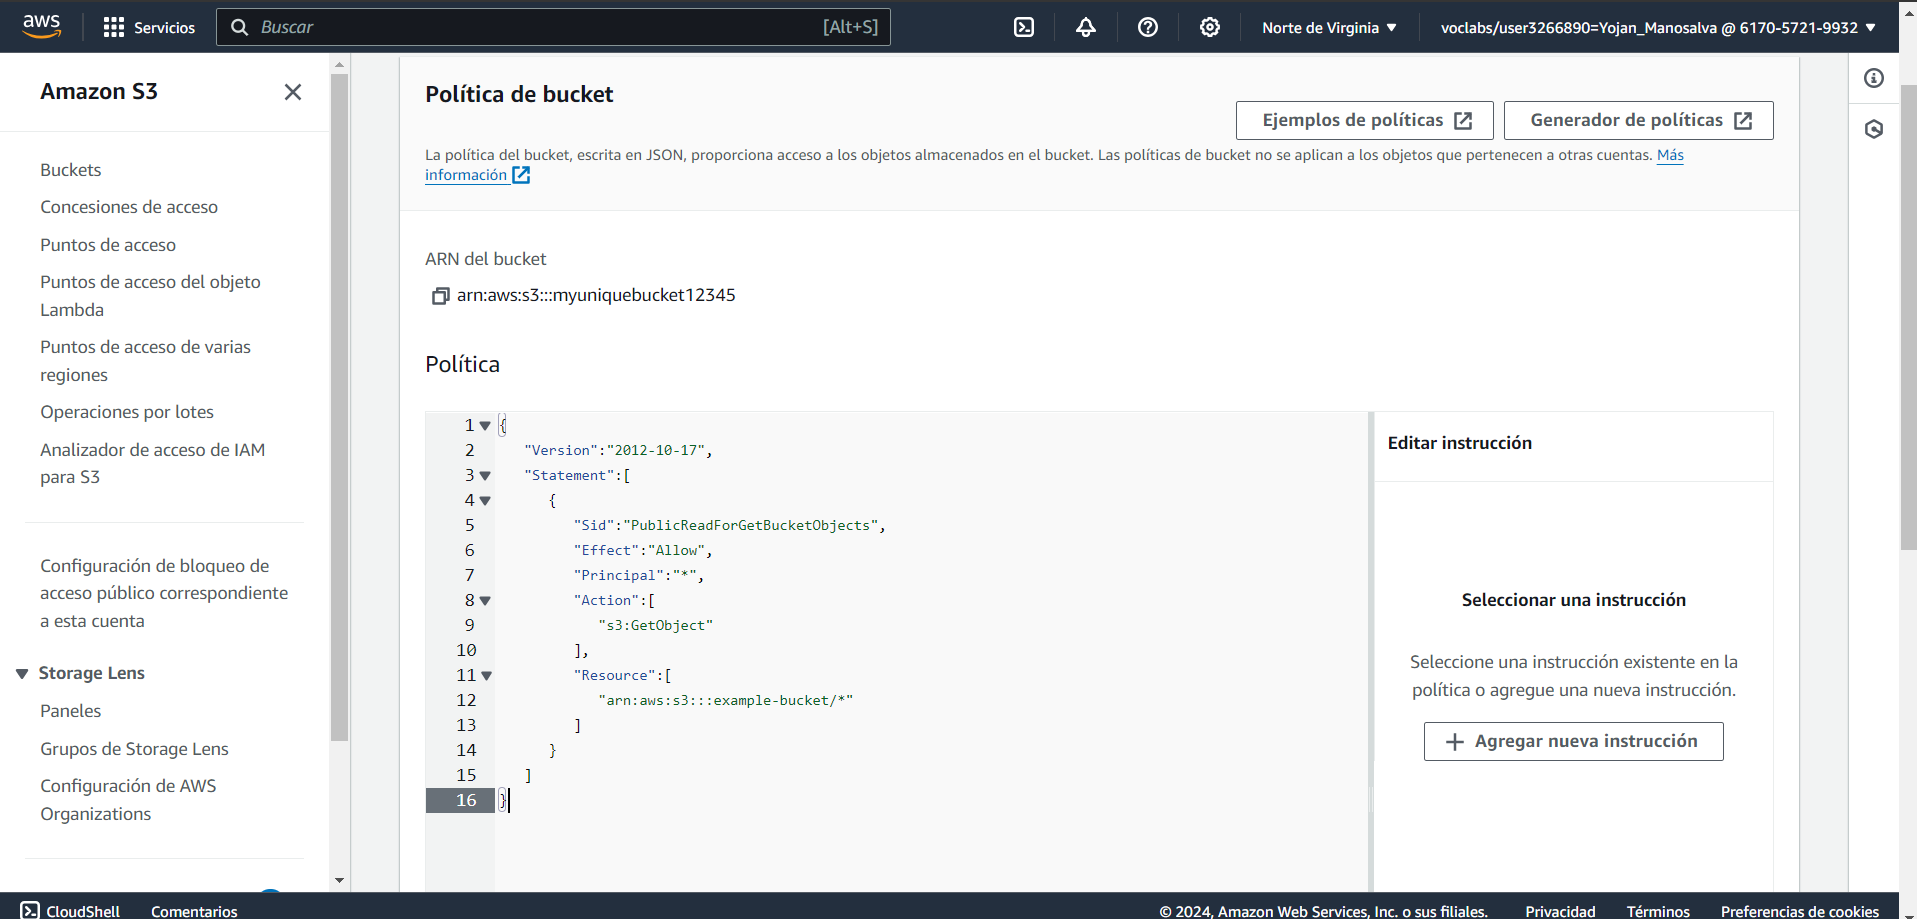 aws
Servicios
Buscar
[Alt+S]
Norte de Virginia
voclabs/user3266890=Yojan_Manosalva @ 6170-5721-9932
Amazon S3
Buckets
Concesiones de acceso
Puntos de acceso
Puntos de acceso del objeto
Lambda
Puntos de acceso de varias
regiones
Operaciones por lotes
Analizador de acceso de IAM
para S3
Configuración de bloqueo de
acceso público correspondiente
a esta cuenta
Storage Lens
Paneles
Grupos de Storage Lens
Configuración de AWS
Organizations
Política de bucket
Ejemplos de políticas
Generador de políticas
La política del bucket, escrita en JSON, proporciona acceso a los objetos almacenados en el bucket. Las políticas de bucket no se aplican a los objetos que pertenecen a otras cuentas. Más
información
ARN del bucket
arn:aws:s3:::myuniquebucket12345
Política
1 {
2 "Version":"2012-10-17",
3 "Statement":[
4 {
5 "Sid":"PublicReadForGetBucketObjects",
6 "Effect":"Allow",
7 "Principal":"*",
8 "Action":[
9 "s3:GetObject"
10 ],
11 "Resource":[
12 "arn:aws:s3:::example-bucket/*"
13 ]
14 }
15 ]
16 }
Editar instrucción
Seleccionar una instrucción
Seleccione una instrucción existente en la
política o agregue una nueva instrucción.
+ Agregar nueva instrucción
CloudShell
Comentarios
© 2024, Amazon Web Services, Inc. o sus filiales.
Privacidad
Términos
Preferencias de cookies